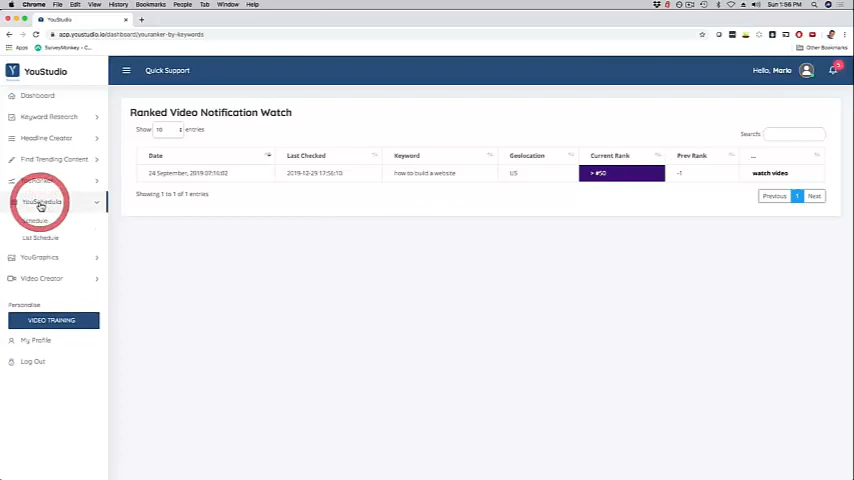 Chrome File Edit View History Bookmarks People Tab Window Help
Sun 1:56 PM
YouStudio
app.youstudio.io/dashboard/youranker-by-keywords
Apps SurveyMonkey - C...
Other Bookmarks
YouStudio
Quick Support
Hello, Mario
5
Dashboard
Keyword Research
Headline Creator
Find Trending Content
YouSchedule
Schedule
List Schedule
YouGraphics
Video Creator
Personalise
VIDEO TRAINING
My Profile
Log Out
Ranked Video Notification Watch
Show 10 entries
Search:
Date Last Checked Keyword Geolocation Current Rank Prev Rank ...
24 September, 2019 07:16:02 2019-12-29 17:56:10 how to build a website US > #50 -1 watch video
Showing 1 to 1 of 1 entries
Previous 1 Next